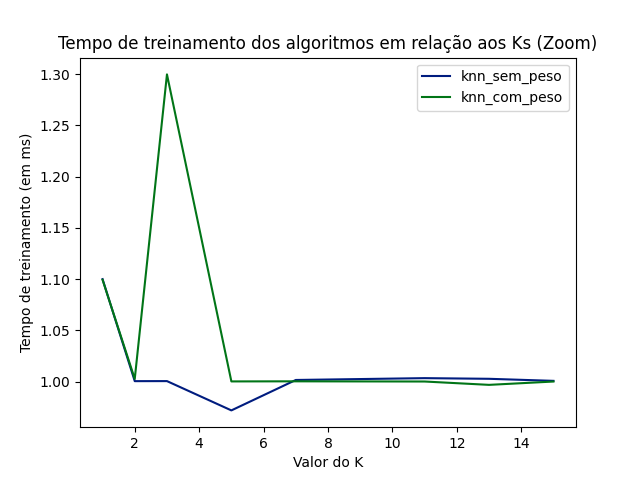 Tempo de treinamento dos algoritmos em relação aos Ks (Zoom)
knn_sem_peso
knn_com_peso
Tempo de treinamento (em ms)
1.30
1.25
1.20
1.15
1.10
1.05
1.00
2 4 6 8 10 12 14
Valor do K